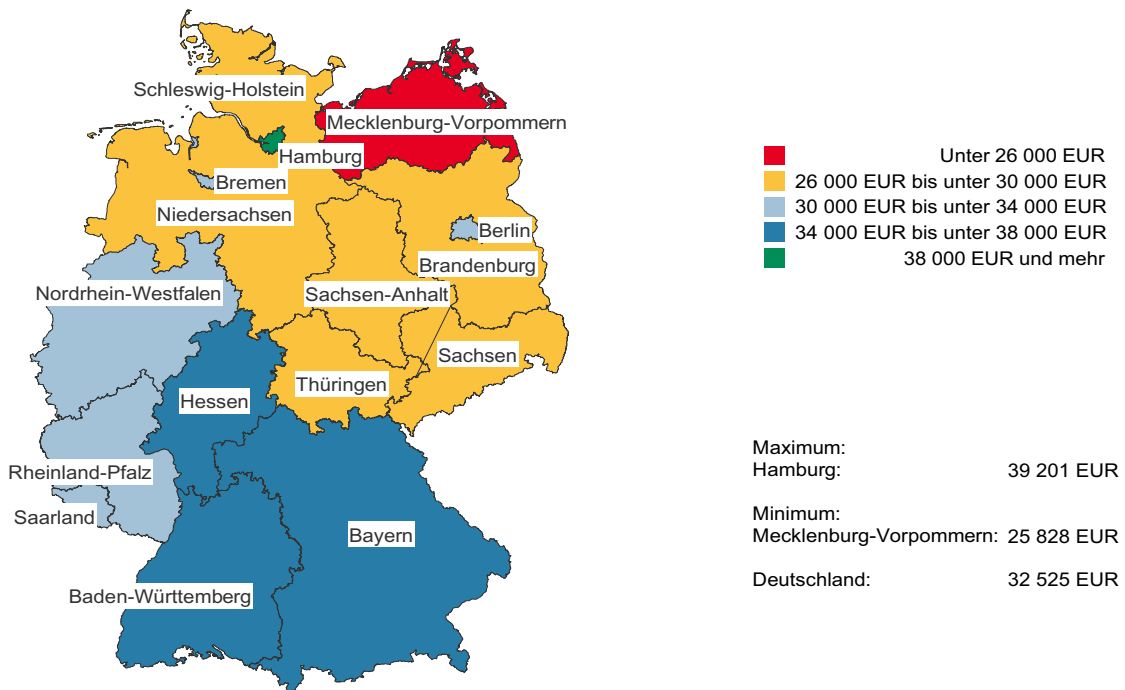 Schleswig-Holstein
Mecklenburg-Vorpommern
Hamburg
Bremen
Niedersachsen
Berlin
Brandenburg
Nordrhein-Westfalen
Sachsen-Anhalt
Sachsen
Thüringen
Hessen
Rheinland-Pfalz
Saarland
Bayern
Baden-Württemberg
Unter 26 000 EUR
26 000 EUR bis unter 30 000 EUR
30 000 EUR bis unter 34 000 EUR
34 000 EUR bis unter 38 000 EUR
38 000 EUR und mehr
Maximum:
Hamburg: 39 201 EUR
Minimum:
Mecklenburg-Vorpommern: 25 828 EUR
Deutschland: 32 525 EUR